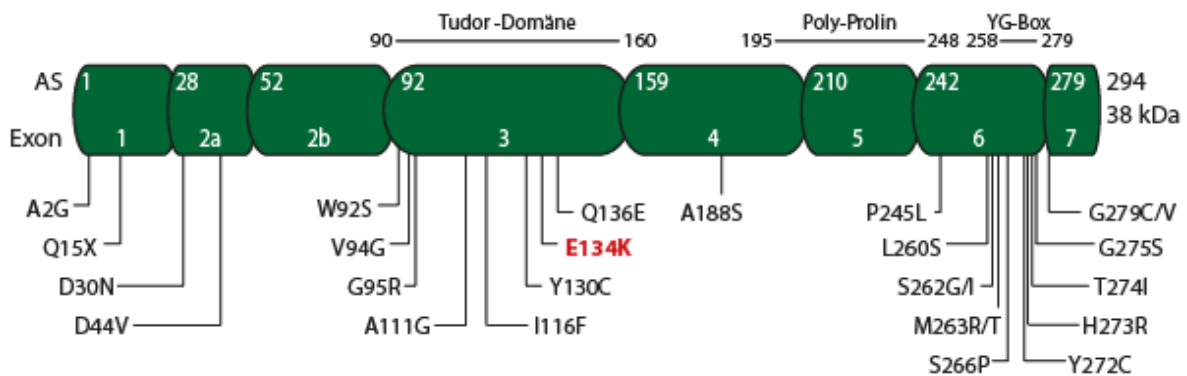 Tudor-Domäne Poly-Prolin YG-Box
90 160 195 248 258 279
AS 1 28 52 92 159 210 242 279 294
38 kDa
Exon 1 2a 2b 3 4 5 6 7
A2G W92S Q136E A188S P245L G279C/V
Q15X V94G E134K L260S G275S
D30N G95R Y130C S262G/I T274I
D44V A111G I116F M263R/T H273R
S266P Y272C